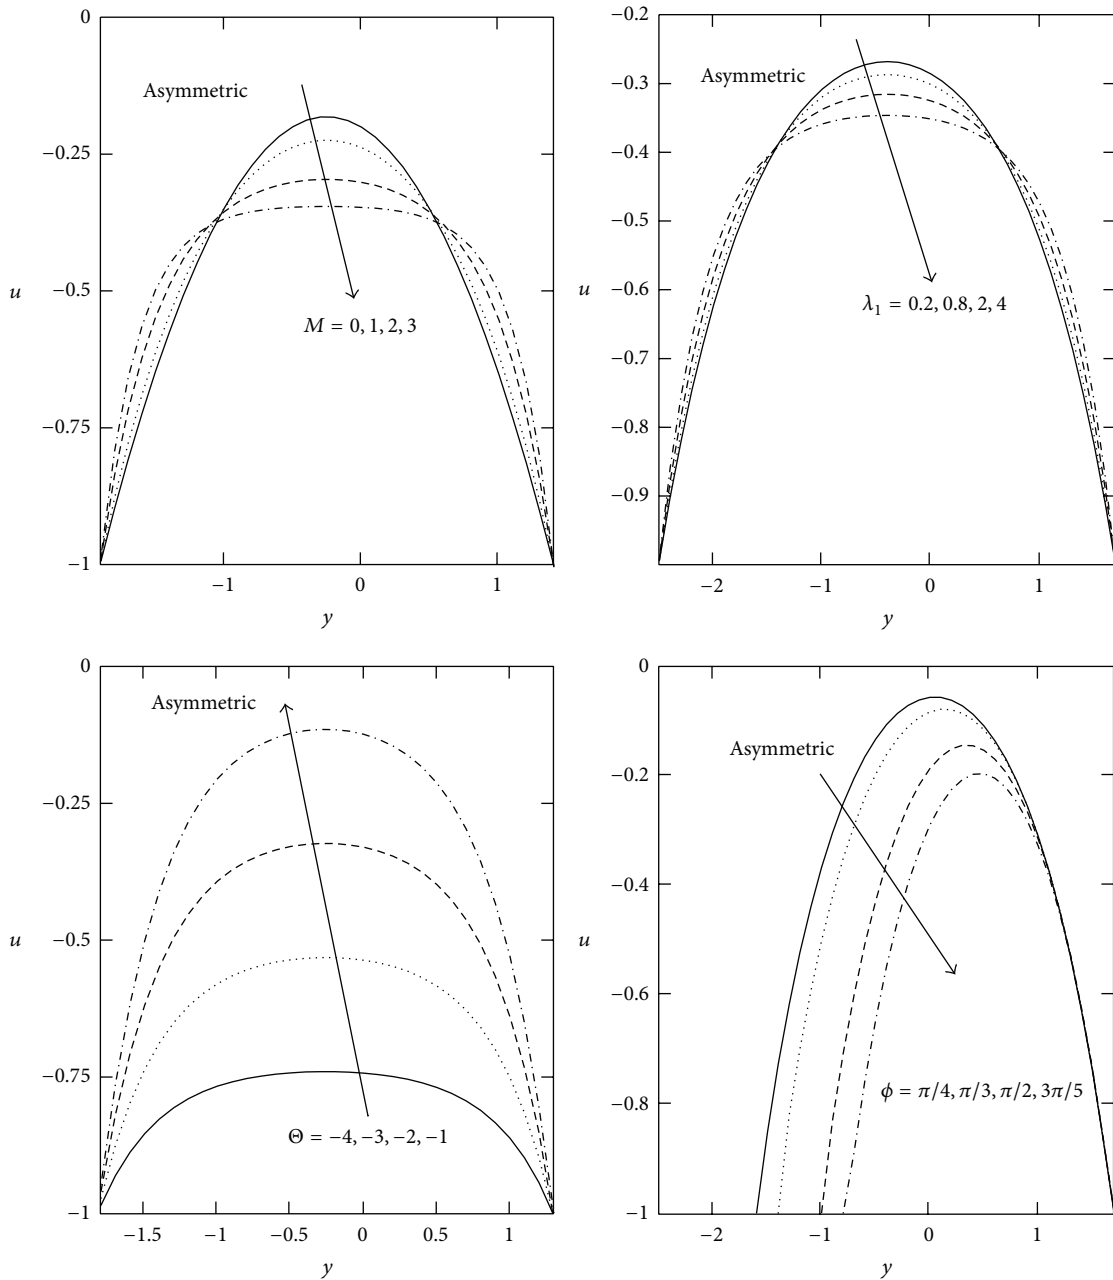 0
−0.25
−0.5
−0.75
−1
u
Asymmetric
M = 0, 1, 2, 3
−1
0
1
y
−0.2
−0.3
−0.4
−0.5
−0.6
−0.7
−0.8
−0.9
u
Asymmetric
λ₁ = 0.2, 0.8, 2, 4
−2
−1
0
1
y
0
−0.25
−0.5
−0.75
−1
u
Asymmetric
Θ = −4, −3, −2, −1
−1.5
−1
−0.5
0
0.5
1
y
0
−0.2
−0.4
−0.6
−0.8
−1
u
Asymmetric
ϕ = π/4, π/3, π/2, 3π/5
−2
−1
0
1
y